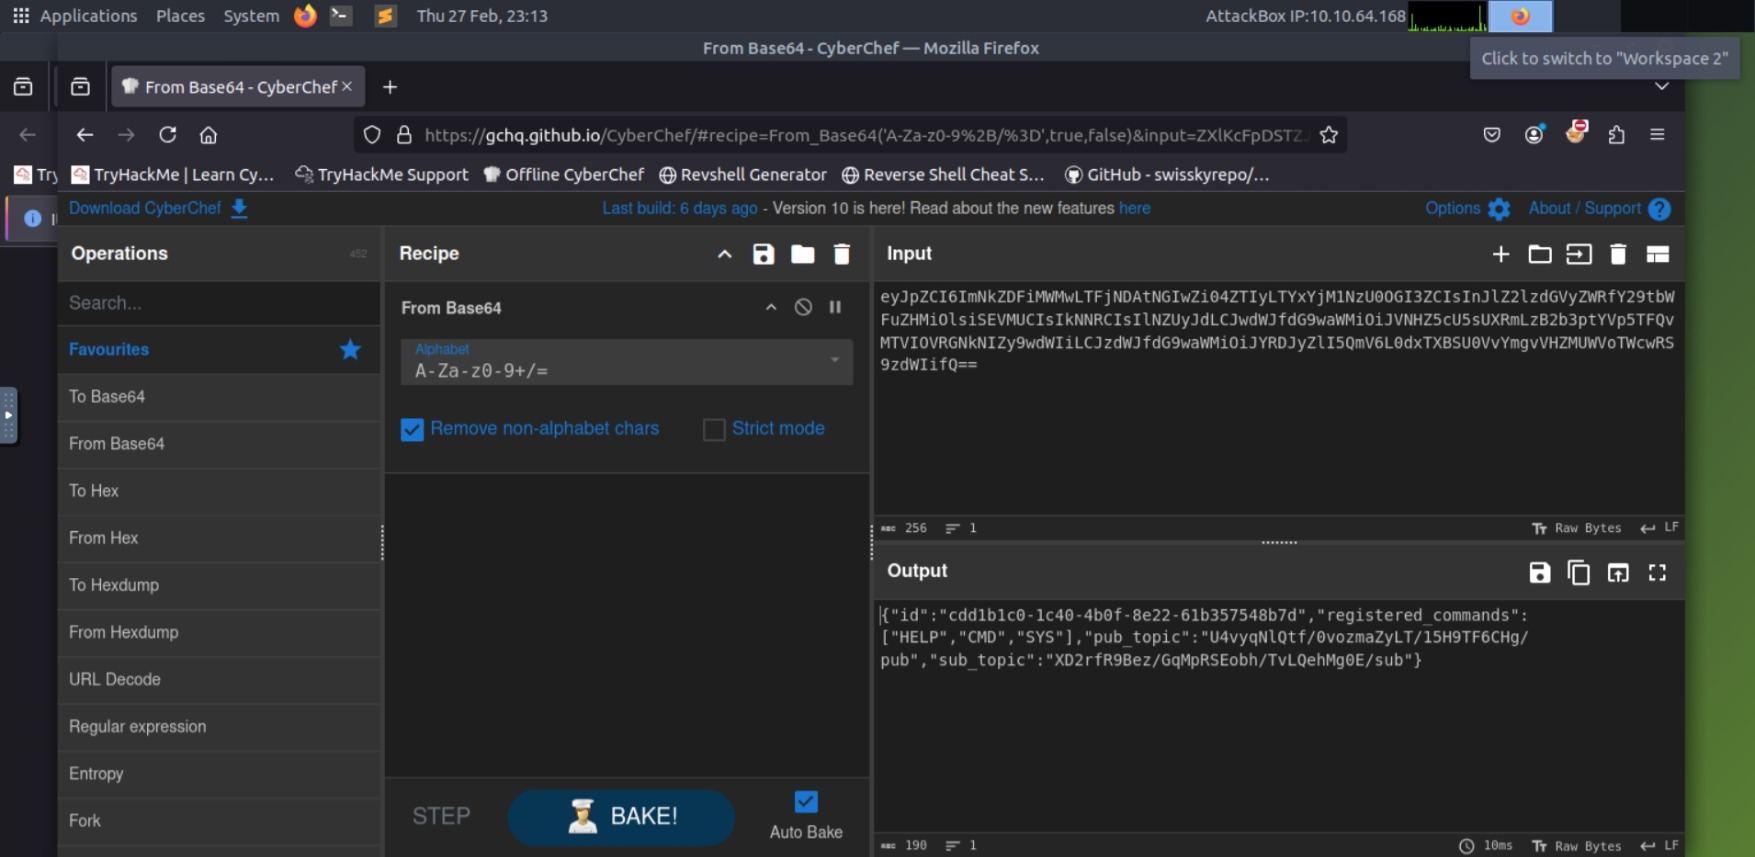 Applications Places System Thu 27 Feb, 23:13 AttackBox IP:10.10.64.168
From Base64 - CyberChef — Mozilla Firefox
Click to switch to "Workspace 2"
From Base64 - CyberChef
https://gchq.github.io/CyberChef/#recipe=From_Base64('A-Za-z0-9%2B/%3D',true,false)&input=ZXlKcFpDSTZJ
Try TryHackMe | Learn Cy... TryHackMe Support Offline CyberChef Revshell Generator Reverse Shell Cheat S... GitHub - swisskyrepo/...
Download CyberChef Last build: 6 days ago - Version 10 is here! Read about the new features here Options About / Support
Operations 452
Search...
Favourites
To Base64
From Base64
To Hex
From Hex
To Hexdump
From Hexdump
URL Decode
Regular expression
Entropy
Fork
Recipe
From Base64
Alphabet
A-Za-z0-9+/=
Remove non-alphabet chars Strict mode
STEP BAKE! Auto Bake
Input
eyJpZCI6ImNkZDFiMWMwLTFjNDAtNGIwZi04ZTIyLTYxYjM1NzU0OGI3ZCIsInJlZ2lzdGVyZWRfY29tbW
FuZHMiOlsiSEVMUCIsIkNNRCIsIlNZUyJdLCJwdWJfdG9waWMiOiJVNHZ5cU5sUXRmLzB2b3ptYVp5TFQv
MTVIOVRGNkNIZy9wdWIiLCJzdWJfdG9waWMiOiJYRDJyZlI5QmV6L0dxTXBSU0VvYmgvVHZMUWVoTWcwRS
9zdWIifQ==
256 1 Raw Bytes LF
Output
{"id":"cdd1b1c0-1c40-4b0f-8e22-61b357548b7d","registered_commands":
["HELP","CMD","SYS"],"pub_topic":"U4vyqNlQtf/0vozmaZyLT/15H9TF6CHg/
pub","sub_topic":"XD2rfR9Bez/GqMpRSEobh/TvLQehMg0E/sub"}
190 1 10ms Raw Bytes LF